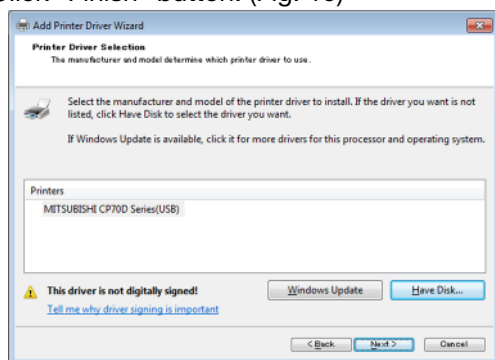 Click "Finish" button. (Fig. 10)
Add Printer Driver Wizard
Printer Driver Selection
The manufacturer and model determine which printer driver to use.
Select the manufacturer and model of the printer driver to install. If the driver you want is not
listed, click Have Disk to select the driver you want.
If Windows Update is available, click it for more drivers for this processor and operating system.
Printers
MITSUBISHI CP70D Series(USB)
This driver is not digitally signed!
Tell me why driver signing is important
Windows Update
Have Disk...
< Back
Next >
Cancel